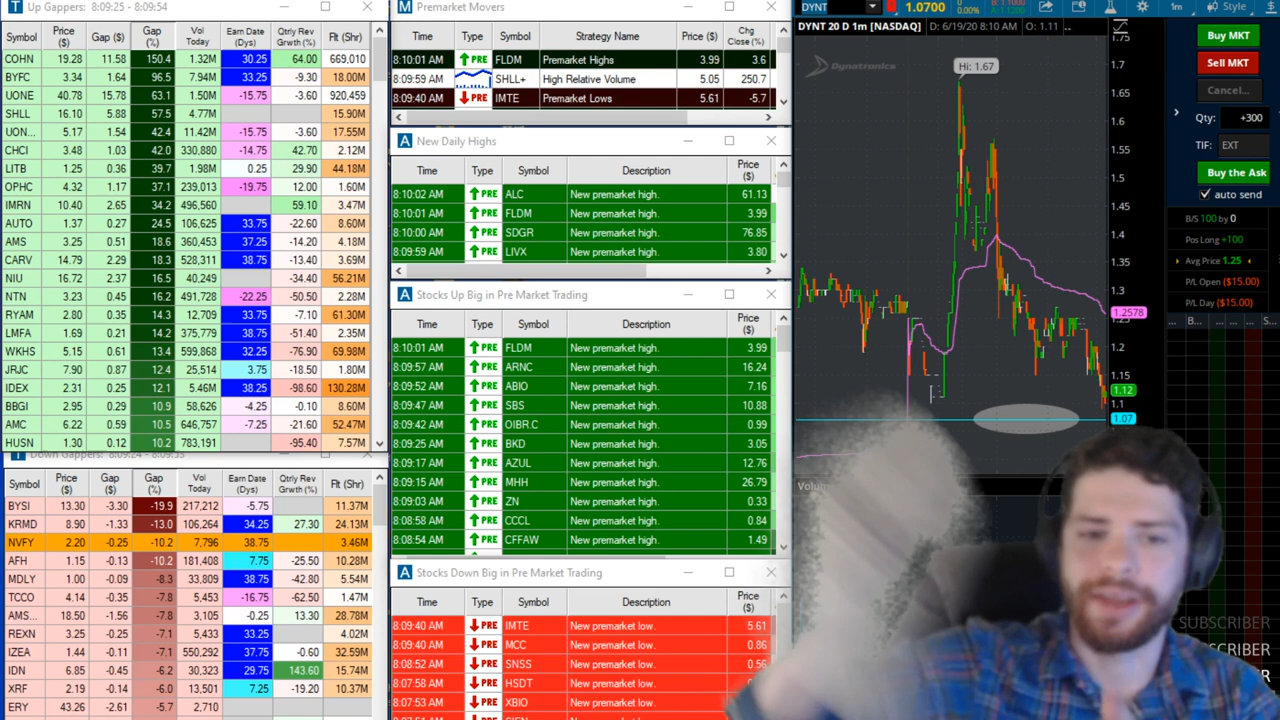 Up Gappers: 8:09:25 - 8:09:54
Symbol Price ($) Gap ($) Gap (%) Vol Today Earn Date (Dys) Qtrly Rev Grwth (%) Flt (Shr)
COHN 19.28 11.58 150.4 1.32M 30.25 64.00 669,010
BYFC 3.34 1.64 96.5 7.94M 33.25 -9.30 18.00M
UONE 40.78 15.78 63.1 1.50M -15.75 -3.60 920,459
SHLL 5.88 57.5 4.77M 15.90M
UON... 1.54 42.4 11.42M -15.75 -3.60 17.55M
CHCI 1.03 42.0 330,880 -14.75 42.70 2.12M
LITB 0.36 39.7 1.98M 0.25 29.90 44.18M
OPHC 4.32 1.17 37.1 239,013 -19.75 12.00 1.60M
IMRN 2.65 34.2 496,560 59.10 3.47M
AUTO 0.27 24.5 106,625 33.75 -22.60 8.60M
AMS 3.25 0.51 18.6 360,453 37.25 -1.20 4.18M
CARV 14.79 2.29 18.3 528,311 38.75 -13.40 3.69M
NIU 2.37 16.5 40,249 -34.40 56.21M
NTN 3.23 0.45 16.2 491,728 -22.25 -50.50 2.28M
RYAM 2.80 0.35 14.3 12,709 33.75 -7.10 61.30M
LMFA 0.21 14.2 10,779 38.75 -51.40 2.35M
WKHS 5.15 0.61 13.4 599,868 32.25 -76.90 69.98M
JRJC 7.90 0.87 12.4 25,514 3.75 -18.50 1.80M
IDEX 2.31 0.25 12.1 5.46M 38.25 -98.60 130.28M
BBGI 2.95 0.29 10.9 58,626 -4.25 -0.10 8.60M
AMC 6.22 0.59 10.5 646,757 -7.25 -21.60 52.47M
HUSN 1.30 0.12 10.2 783,191 -95.40 7.57M
Down Gappers: 8:09:24 - 8:09:53
Symbol Price ($) Gap ($) Gap (%) Vol Today Earn Date (Dys) Qtrly Rev Grwth (%) Flt (Shr)
BYSI 13.30 -3.30 -19.9 217,212 -5.75 11.37M
KRMD 8.90 -1.33 -13.0 106,264 34.25 27.30 24.13M
NVFY 2.20 -0.25 -10.2 7,796 38.75 3.46M
AFH -0.13 -10.2 181,408 7.75 -25.50 10.28M
MDLY -0.09 -8.3 33,809 38.75 -42.80 5.54M
TCCO 4.14 -0.35 -7.8 5,453 -16.75 -62.50 1.47M
AMS... -1.56 -7.8 3,105 -0.25 13.30 28.78M
REXN 3.25 -0.25 -7.1 5,433 33.25 4.02M
IZEA -0.11 -7.1 550,292 37.75 -0.60 32.59M
IDN -0.45 -6.2 30,323 29.75 143.60 15.74M
XRF 2.19 -0.14 -6.0 13,501 7.25 -19.20 10.37M
ERY -2.61 -5.7 2,710
Premarket Movers
Time Type Symbol Strategy Name Price ($) Chg Close (%)
8:10:01 AM PRE FLDM Premarket Highs 3.99 3.6
8:09:59 AM SHLL+ High Relative Volume 5.05 250.7
8:09:40 AM PRE IMTE Premarket Lows 5.61 -5.7
New Daily Highs
Time Type Symbol Description Price ($)
8:10:02 AM PRE ALC New premarket high. 61.13
8:10:01 AM PRE FLDM New premarket high. 3.99
8:10:00 AM PRE SDGR New premarket high. 76.85
8:09:59 AM PRE LIVX New premarket high. 3.80
Stocks Up Big in Pre Market Trading
Time Type Symbol Description Price ($)
8:10:01 AM PRE FLDM New premarket high. 3.99
8:09:57 AM PRE ARNC New premarket high. 16.24
8:09:52 AM PRE ABIO New premarket high. 7.16
8:09:47 AM PRE SBS New premarket high. 10.88
8:09:42 AM PRE OIBR.C New premarket high. 0.99
8:09:25 AM PRE BKD New premarket high. 3.05
8:09:17 AM PRE AZUL New premarket high. 12.76
8:09:15 AM PRE MHH New premarket high. 26.79
8:09:03 AM PRE ZN New premarket high. 0.33
8:08:58 AM PRE CCCL New premarket high. 0.84
8:08:54 AM PRE CFFAW New premarket high. 1.49
Stocks Down Big in Pre Market Trading
Time Type Symbol Description Price ($)
8:09:40 AM PRE IMTE New premarket low. 5.61
8:09:40 AM PRE MCC New premarket low. 0.86
8:08:52 AM PRE SNSS New premarket low. 0.56
8:07:58 AM PRE HSDT New premarket low.
8:07:53 AM PRE XBIO New premarket low.
DYNT 1.0700 0.00% 1m Style
DYNT 20 D 1m [NASDAQ] D: 6/19/20 8:10 AM O: 1.11 ...
Dynatronics
Hi: 1.67
1.75
1.65
1.6
1.55
1.5
1.45
1.4
1.35
1.3
1.2578
1.2
1.15
1.12
1.1
1.07
Volume
Buy MKT
Sell MKT
Cancel...
Qty: +300
TIF: EXT
Buy the Ask
auto send
B/S 100 by 0
Pos Long +100
Avg Price 1.25
P/L Open ($15.00)
P/L Day ($15.00)
... B... ... ... S...
SUBSCRIBER
SUBSCRIBER